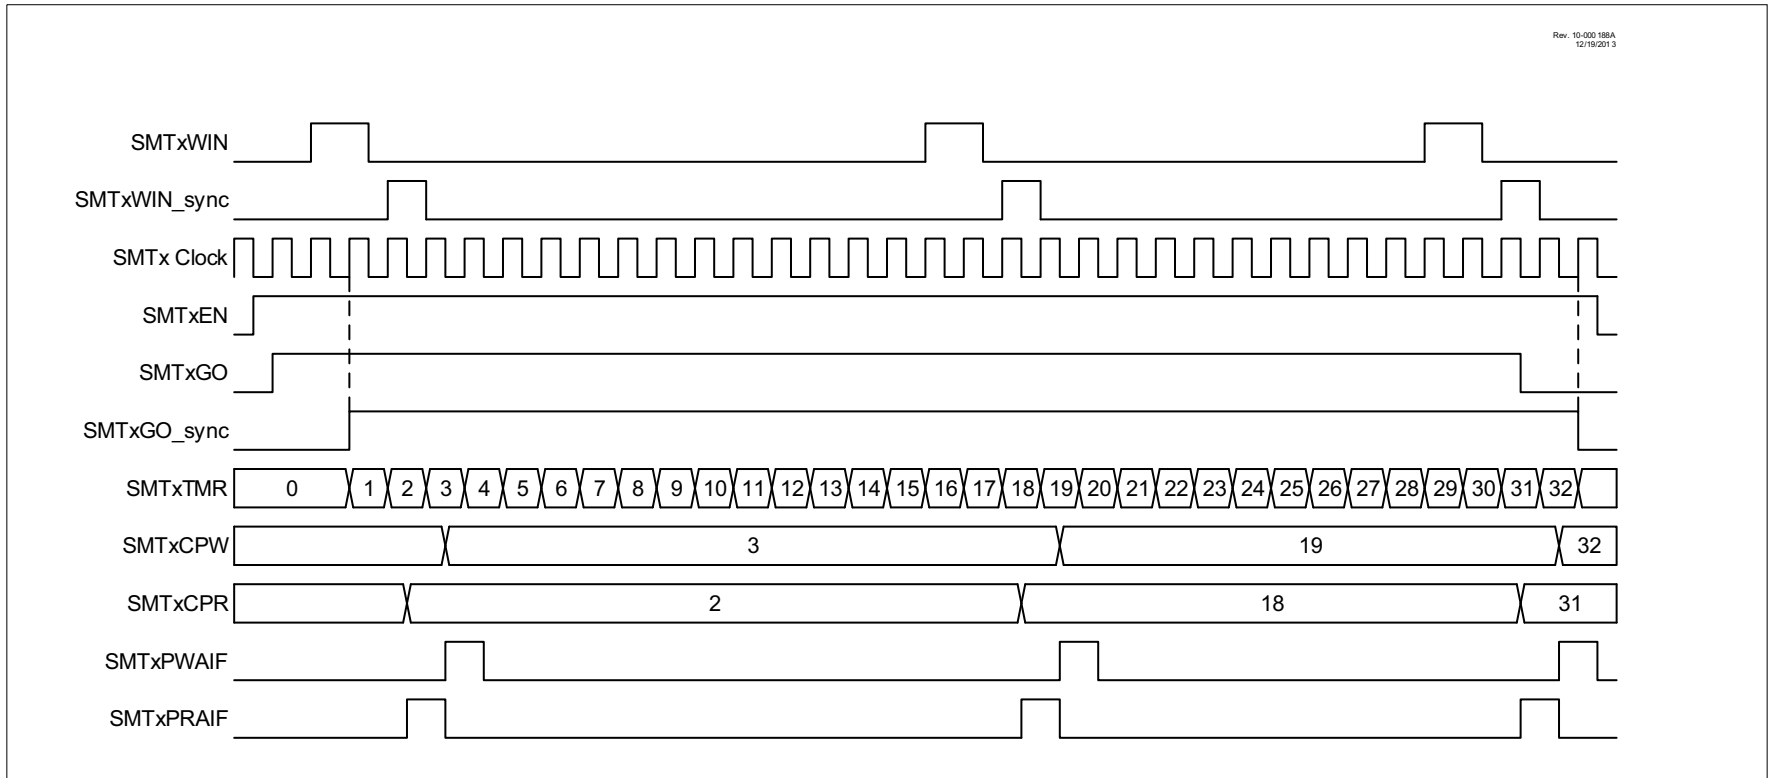 Rev. 10-000 188A
12/19/201 3
SMTxWIN
SMTxWIN_sync
SMTx Clock
SMTxEN
SMTxGO
SMTxGO_sync
SMTxTMR 0 1 2 3 4 5 6 7 8 9 10 11 12 13 14 15 16 17 18 19 20 21 22 23 24 25 26 27 28 29 30 31 32
SMTxCPW 3 19 32
SMTxCPR 2 18 31
SMTxPWAIF
SMTxPRAIF